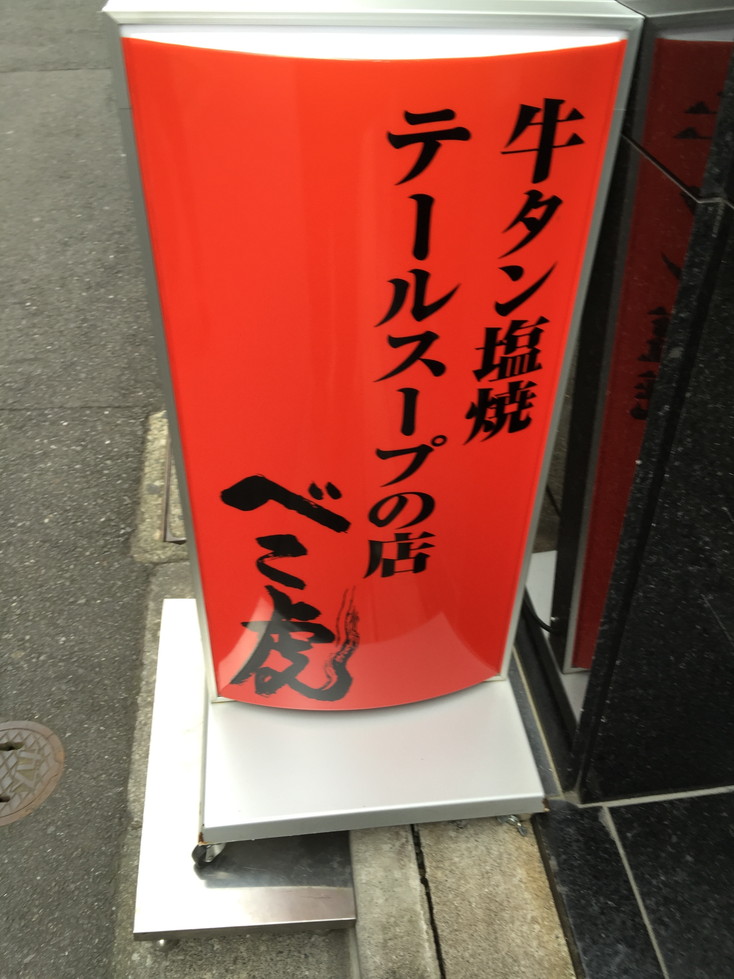 牛タン塩焼
テールスープの店
べこ虎